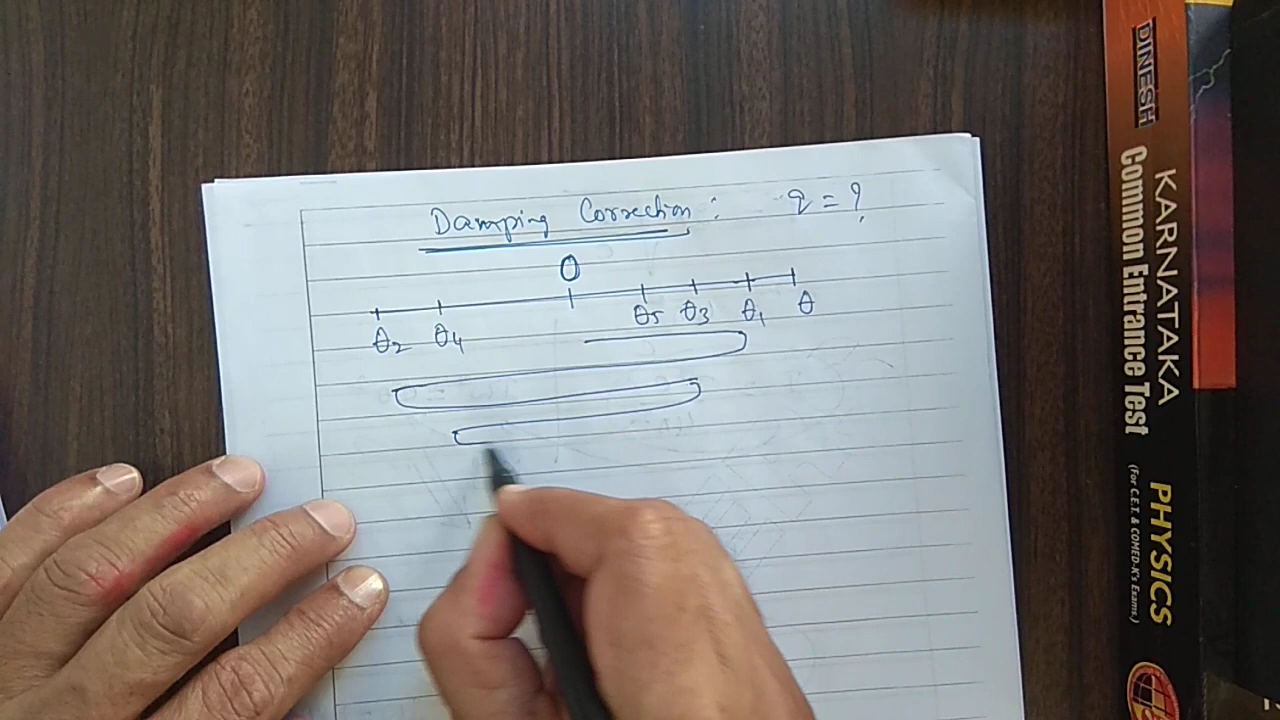 Damping Correction: q = ?
0
θ2 θ4 θ5 θ3 θ1 θ
DINESH
KARNATAKA
Common Entrance Test
(For C.E.T. & COMED-K's Exams.)
PHYSICS